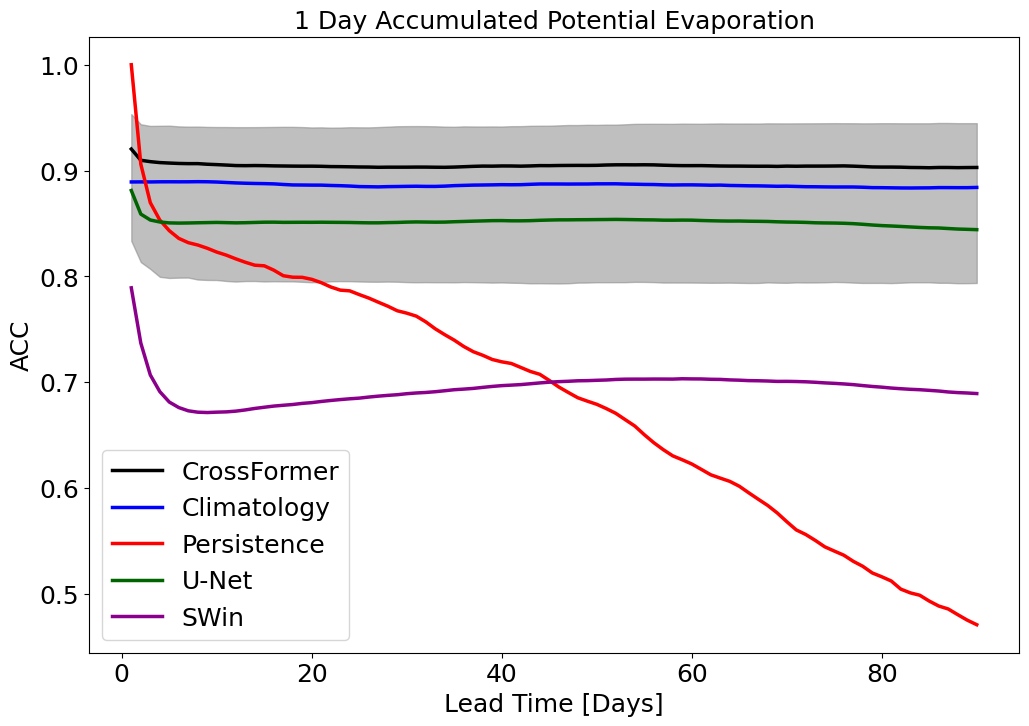 1 Day Accumulated Potential Evaporation
ACC
1.0
0.9
0.8
0.7
0.6
0.5
CrossFormer
Climatology
Persistence
U-Net
SWin
0 20 40 60 80
Lead Time [Days]